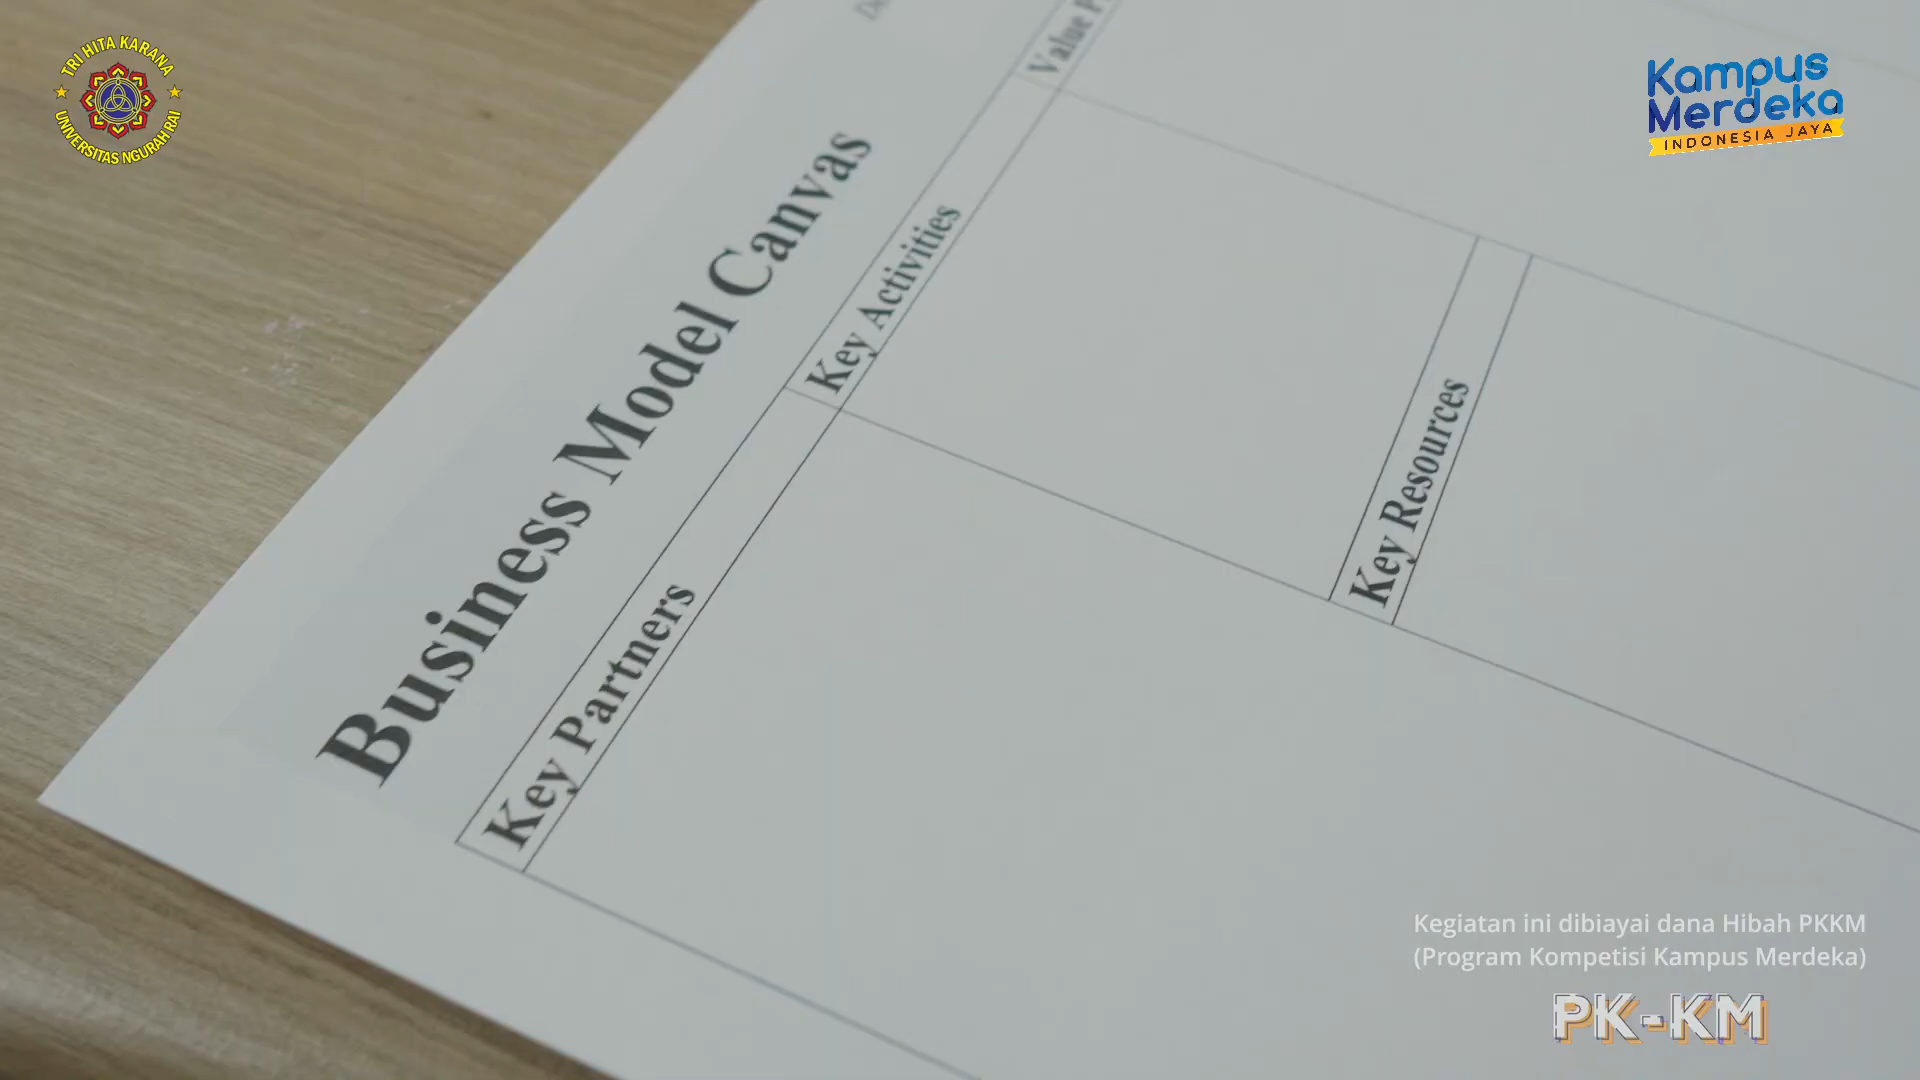 TRI HITA KARANA
UNIVERSITAS NGURAH RAI
Kampus
Merdeka
INDONESIA JAYA
Business Model Canvas
Key Partners
Key Activities
Value
Key Resources
Kegiatan ini dibiayai dana Hibah PKKM
(Program Kompetisi Kampus Merdeka)
PK-KM